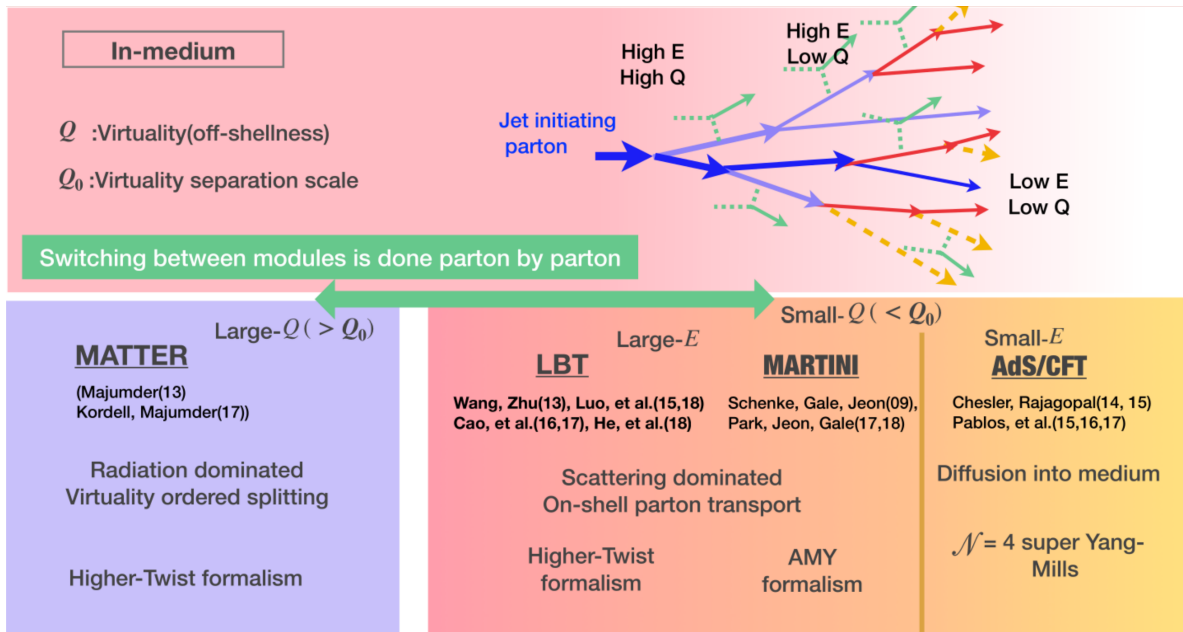 In-medium
Q :Virtuality(off-shellness)
Q₀ :Virtuality separation scale
High E
High Q
High E
Low Q
Jet initiating
parton
Low E
Low Q
Switching between modules is done parton by parton
Large-Q ( > Q₀)
MATTER
(Majumder(13)
Kordell, Majumder(17))
Radiation dominated
Virtuality ordered splitting
Higher-Twist formalism
Small-Q ( < Q₀)
Large-E
LBT
Wang, Zhu(13), Luo, et al.(15,18)
Cao, et al.(16,17), He, et al.(18)
MARTINI
Schenke, Gale, Jeon(09),
Park, Jeon, Gale(17,18)
Scattering dominated
On-shell parton transport
Higher-Twist
formalism
AMY
formalism
Small-E
AdS/CFT
Chesler, Rajagopal(14, 15)
Pablos, et al.(15,16,17)
Diffusion into medium
𝒩 = 4 super Yang-
Mills